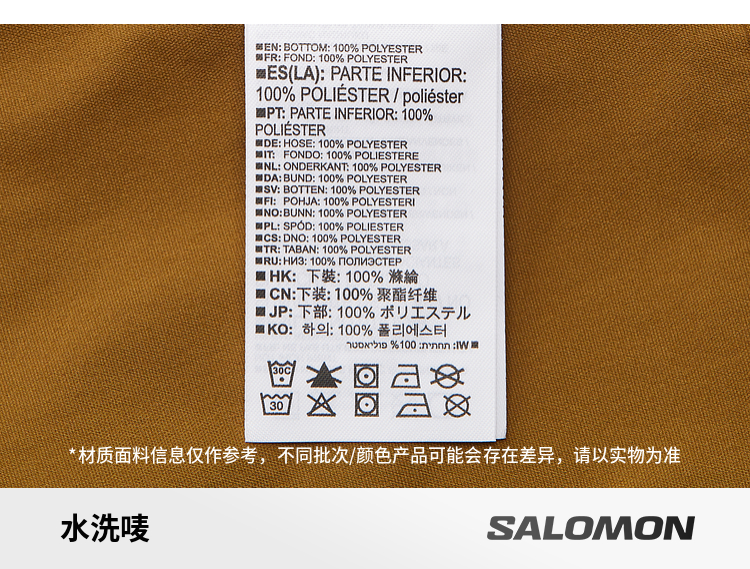 EN: BOTTOM: 100% POLYESTER
FR: FOND: 100% POLYESTER
ES(LA): PARTE INFERIOR:
100% POLIÉSTER / poliéster
PT: PARTE INFERIOR: 100%
POLIÉSTER
DE: HOSE: 100% POLYESTER
IT: FONDO: 100% POLIESTERE
NL: ONDERKANT: 100% POLYESTER
DA: BUND: 100% POLYESTER
SV: BOTTEN: 100% POLYESTER
FI: POHJA: 100% POLYESTERI
NO: BUNN: 100% POLYESTER
PL: SPÓD: 100% POLIESTER
CS: DNO: 100% POLYESTER
TR: TABAN: 100% POLYESTER
RU: НИЗ: 100% ПОЛИЭСТЕР
HK: 下裝: 100% 滌綸
CN:下装: 100% 聚酯纤维
JP: 下部: 100% ポリエステル
KO: 하의: 100% 폴리에스터
IW: תחתית: 100% פוליאסטר
30C
30
*材质面料信息仅作参考，不同批次/颜色产品可能会存在差异，请以实物为准
水洗唛
SALOMON